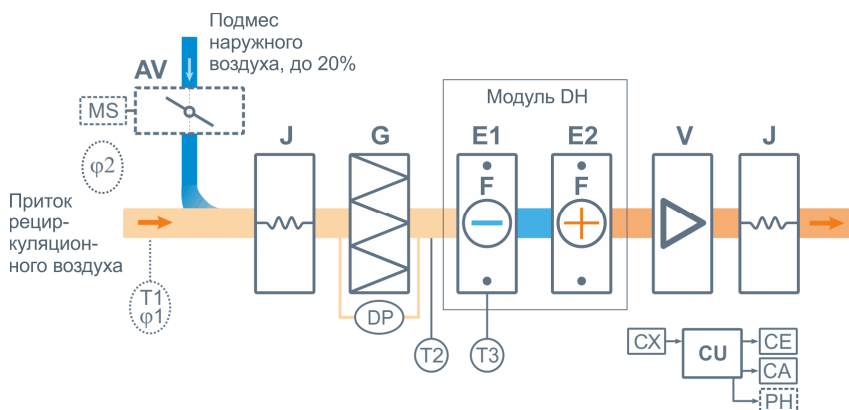 Подмес
наружного
воздуха, до 20%
AV
MS
φ2
Модуль DH
J
G
E1
E2
V
J
F
F
Приток
рецир-
куляцион-
ного воздуха
T1
φ1
DP
T2
T3
CX
CU
CE
CA
PH